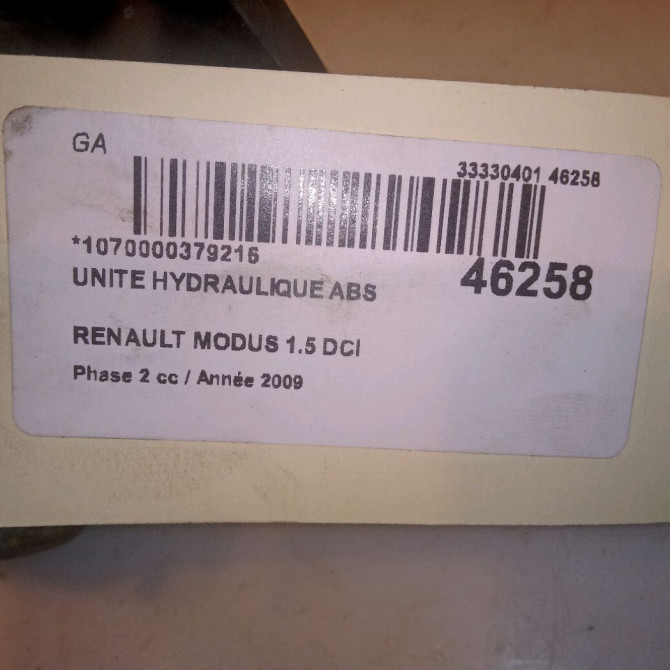 GA
33330401 46258
*1070000379216
46258
UNITE HYDRAULIQUE ABS
RENAULT MODUS 1.5 DCI
Phase 2 cc / Année 2009